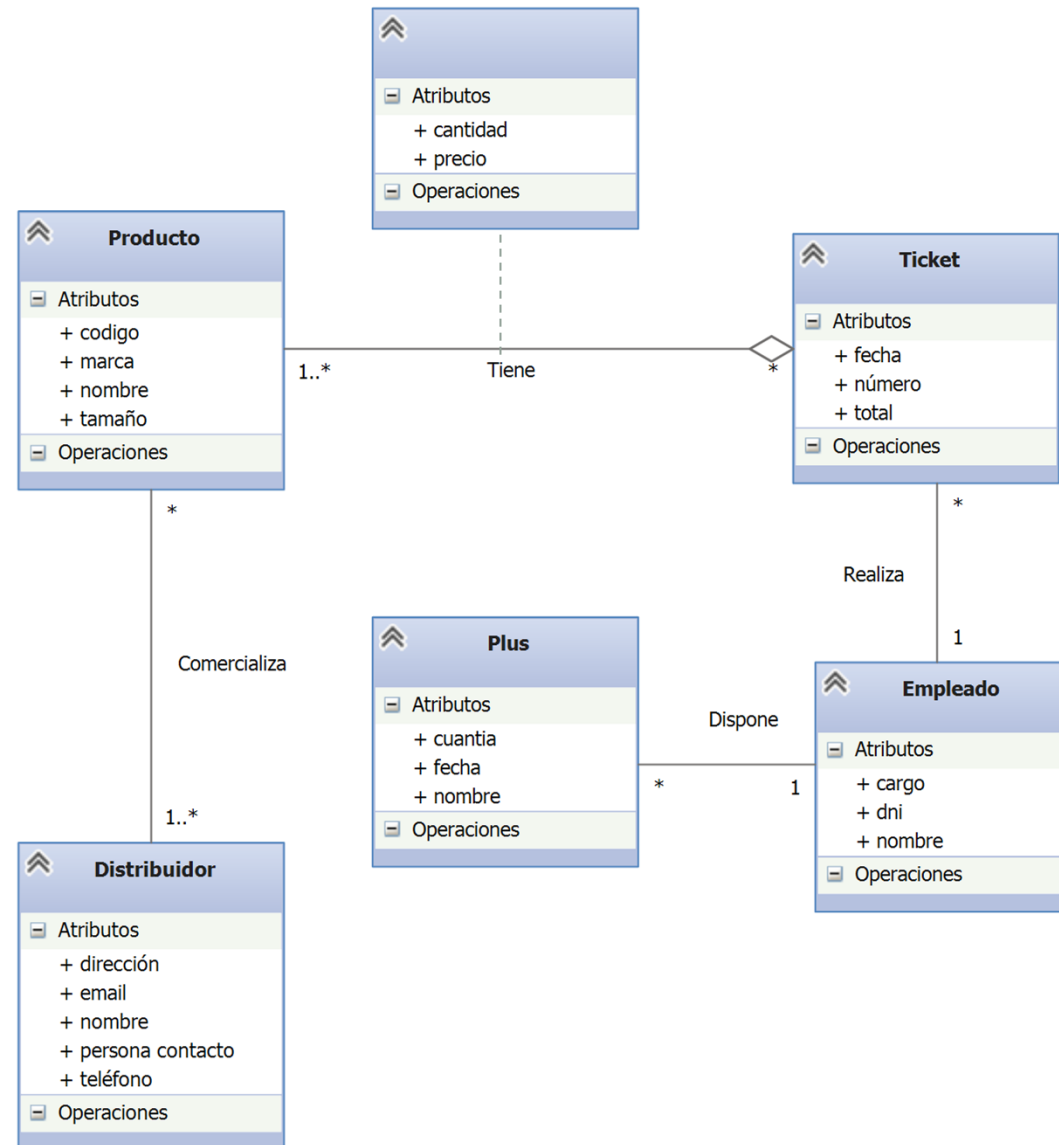 Atributos
+ cantidad
+ precio
Operaciones
Producto
Atributos
+ codigo
+ marca
+ nombre
+ tamaño
Operaciones
1..*
Tiene
*
Ticket
Atributos
+ fecha
+ número
+ total
Operaciones
*
Comercializa
1..*
*
Realiza
1
Plus
Atributos
+ cuantia
+ fecha
+ nombre
Operaciones
Dispone
*
1
Empleado
Atributos
+ cargo
+ dni
+ nombre
Operaciones
Distribuidor
Atributos
+ dirección
+ email
+ nombre
+ persona contacto
+ teléfono
Operaciones